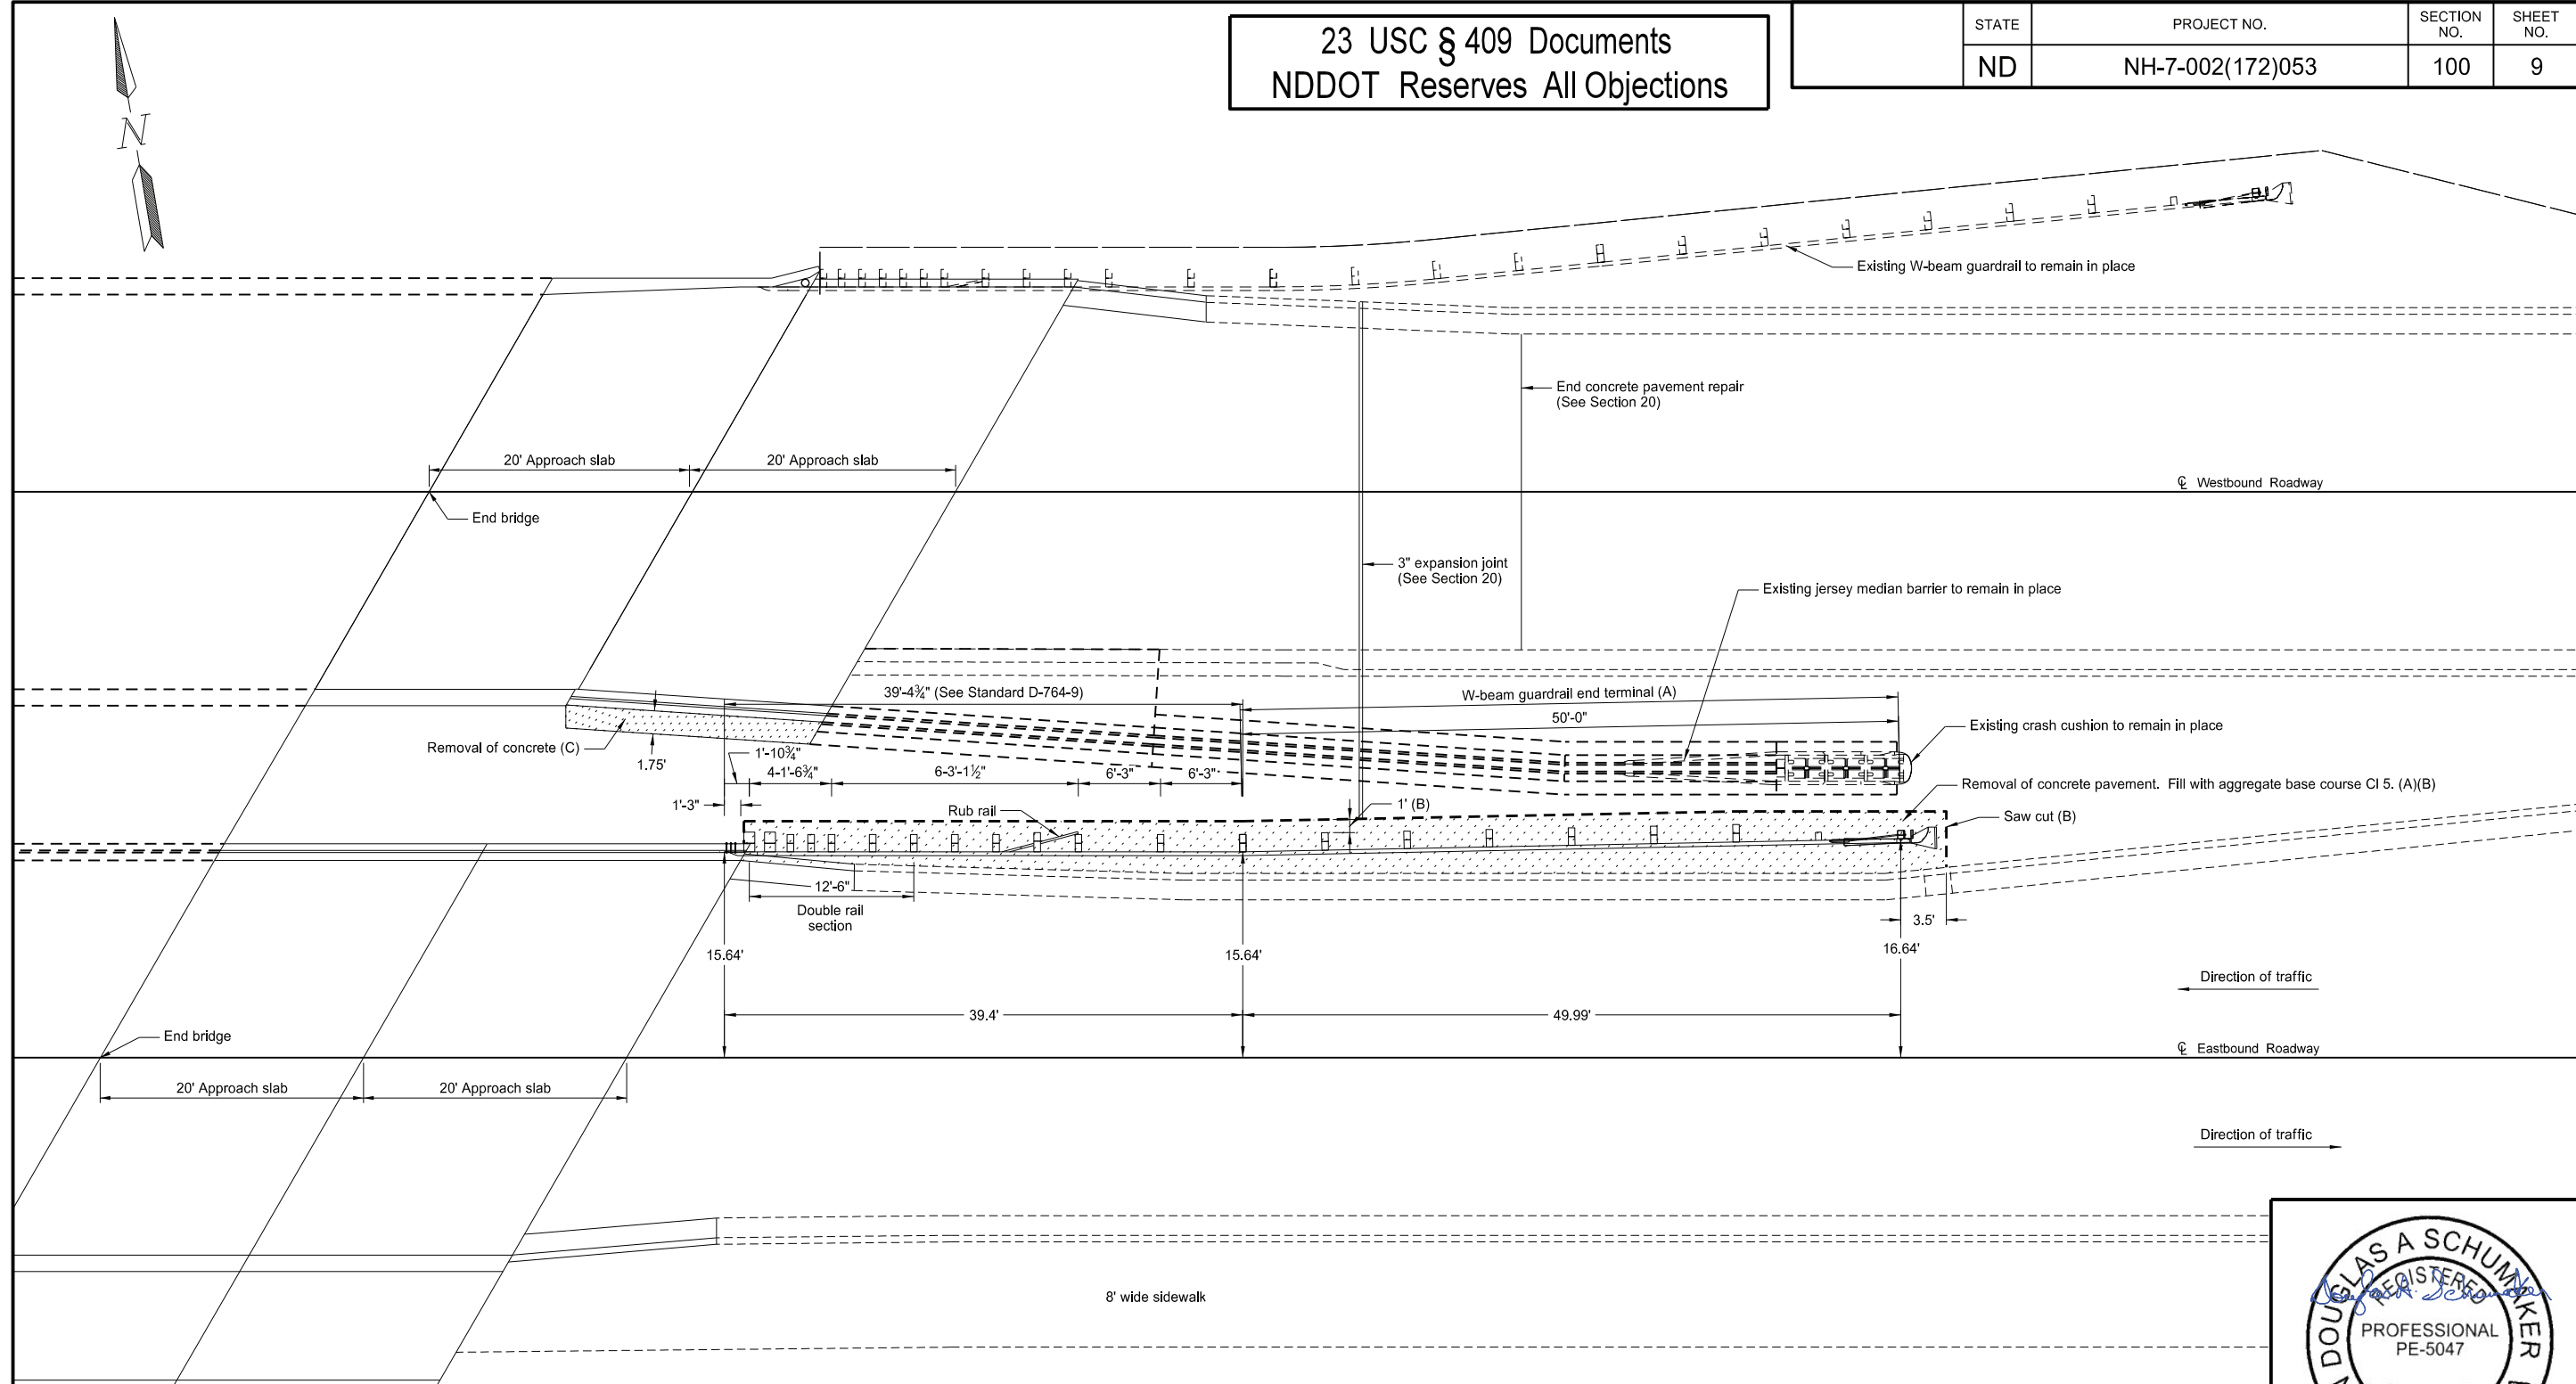 23 USC § 409 Documents
NDDOT Reserves All Objections
STATE
PROJECT NO.
SECTION
NO.
SHEET
NO.
ND
NH-7-002(172)053
100
9
N
Existing W-beam guardrail to remain in place
End concrete pavement repair
(See Section 20)
20' Approach slab
20' Approach slab
℄ Westbound Roadway
End bridge
3" expansion joint
(See Section 20)
Existing jersey median barrier to remain in place
39'-4¾" (See Standard D-764-9)
W-beam guardrail end terminal (A)
50'-0"
Existing crash cushion to remain in place
Removal of concrete (C)
1.75'
1'-10¾"
4-1'-6¾"
6-3-1½"
6'-3"
6'-3"
Removal of concrete pavement. Fill with aggregate base course Cl 5. (A)(B)
1'-3"
Rub rail
1' (B)
Saw cut (B)
12'-6"
Double rail
section
3.5'
15.64'
15.64'
16.64'
Direction of traffic
39.4'
49.99'
End bridge
℄ Eastbound Roadway
20' Approach slab
20' Approach slab
Direction of traffic
8' wide sidewalk
DOUGLAS A SCHUMAKER
REGISTERED
Douglas A. Schumaker
PROFESSIONAL
PE-5047